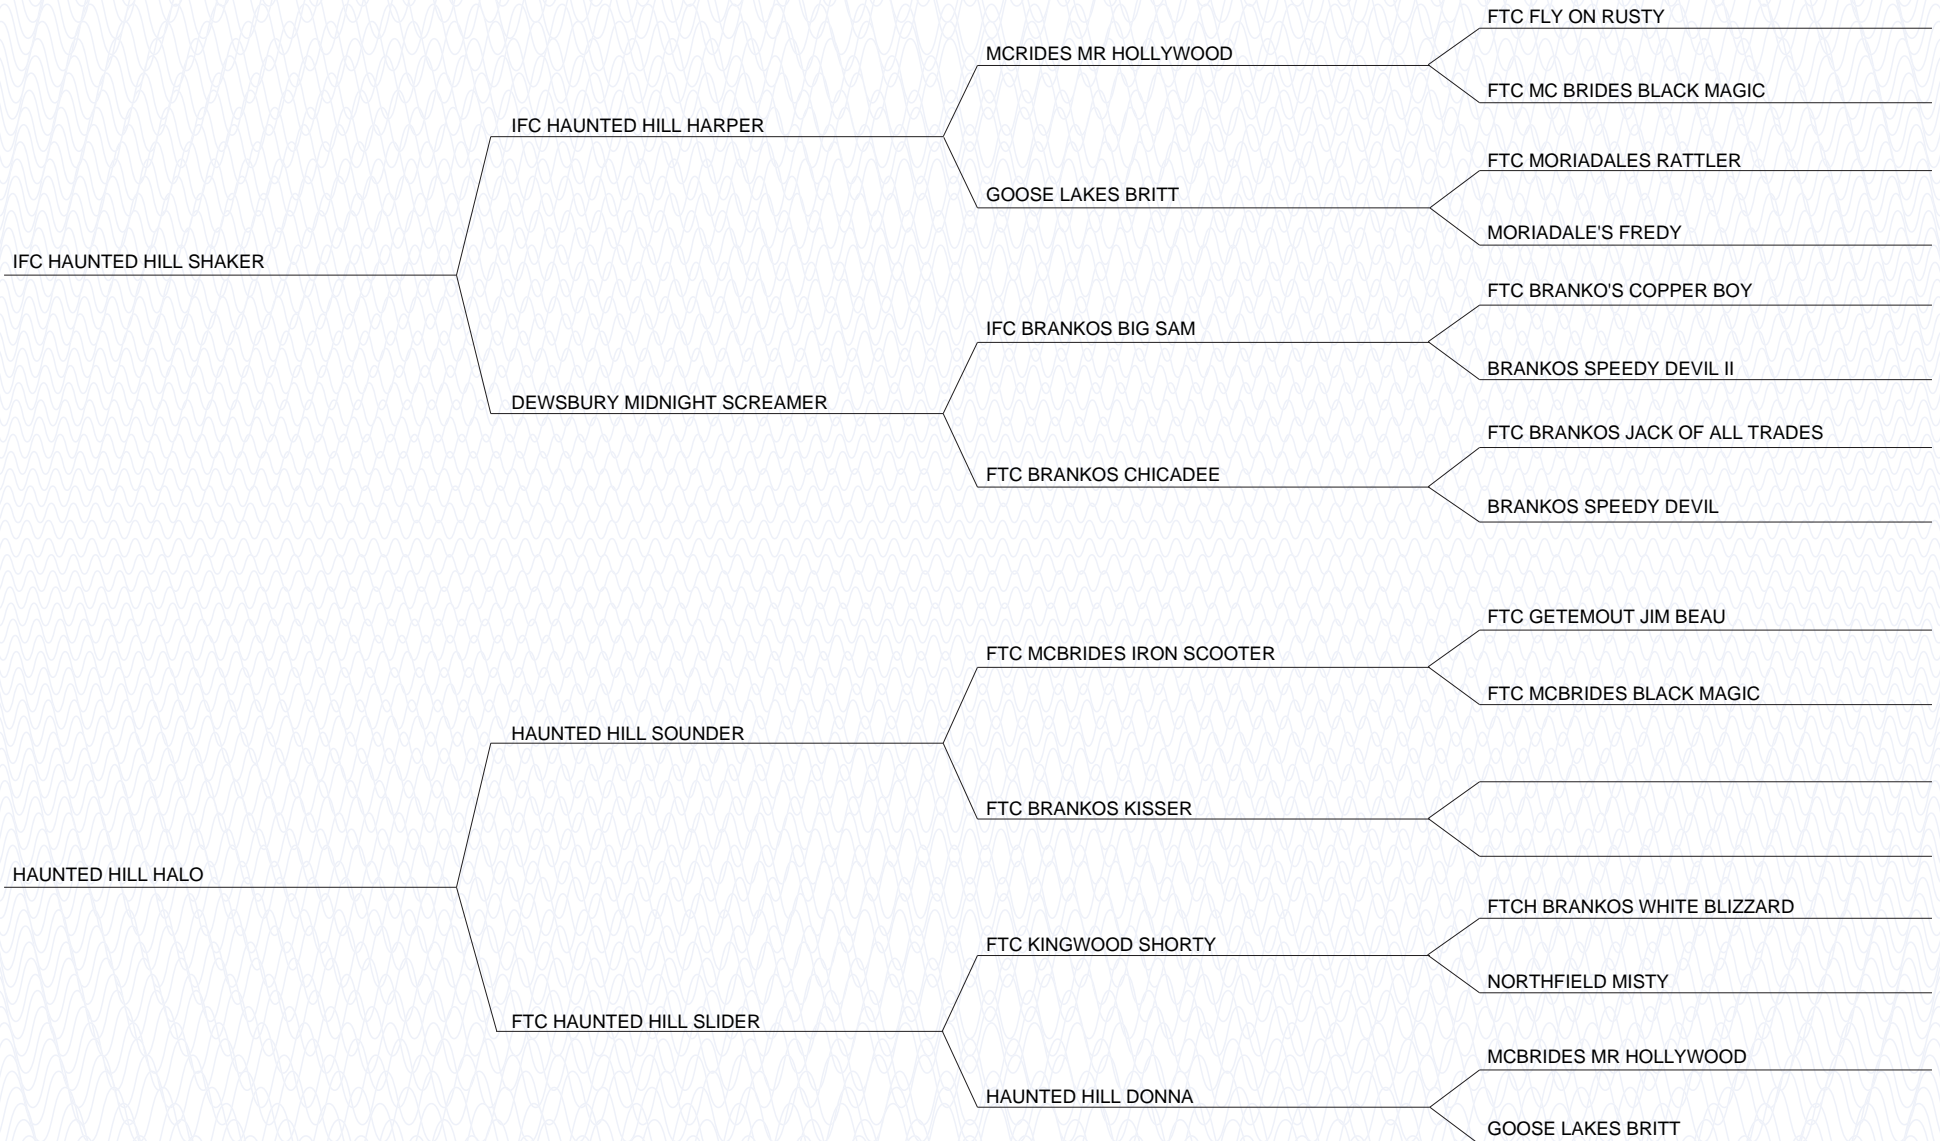 FTC FLY ON RUSTY
MCRIDES MR HOLLYWOOD
FTC MC BRIDES BLACK MAGIC
IFC HAUNTED HILL HARPER
FTC MORIADALES RATTLER
GOOSE LAKES BRITT
MORIADALE'S FREDY
IFC HAUNTED HILL SHAKER
FTC BRANKO'S COPPER BOY
IFC BRANKOS BIG SAM
BRANKOS SPEEDY DEVIL II
DEWSBURY MIDNIGHT SCREAMER
FTC BRANKOS JACK OF ALL TRADES
FTC BRANKOS CHICADEE
BRANKOS SPEEDY DEVIL
FTC GETEMOUT JIM BEAU
FTC MCBRIDES IRON SCOOTER
FTC MCBRIDES BLACK MAGIC
HAUNTED HILL SOUNDER
FTC BRANKOS KISSER
HAUNTED HILL HALO
FTCH BRANKOS WHITE BLIZZARD
FTC KINGWOOD SHORTY
NORTHFIELD MISTY
FTC HAUNTED HILL SLIDER
MCBRIDES MR HOLLYWOOD
HAUNTED HILL DONNA
GOOSE LAKES BRITT